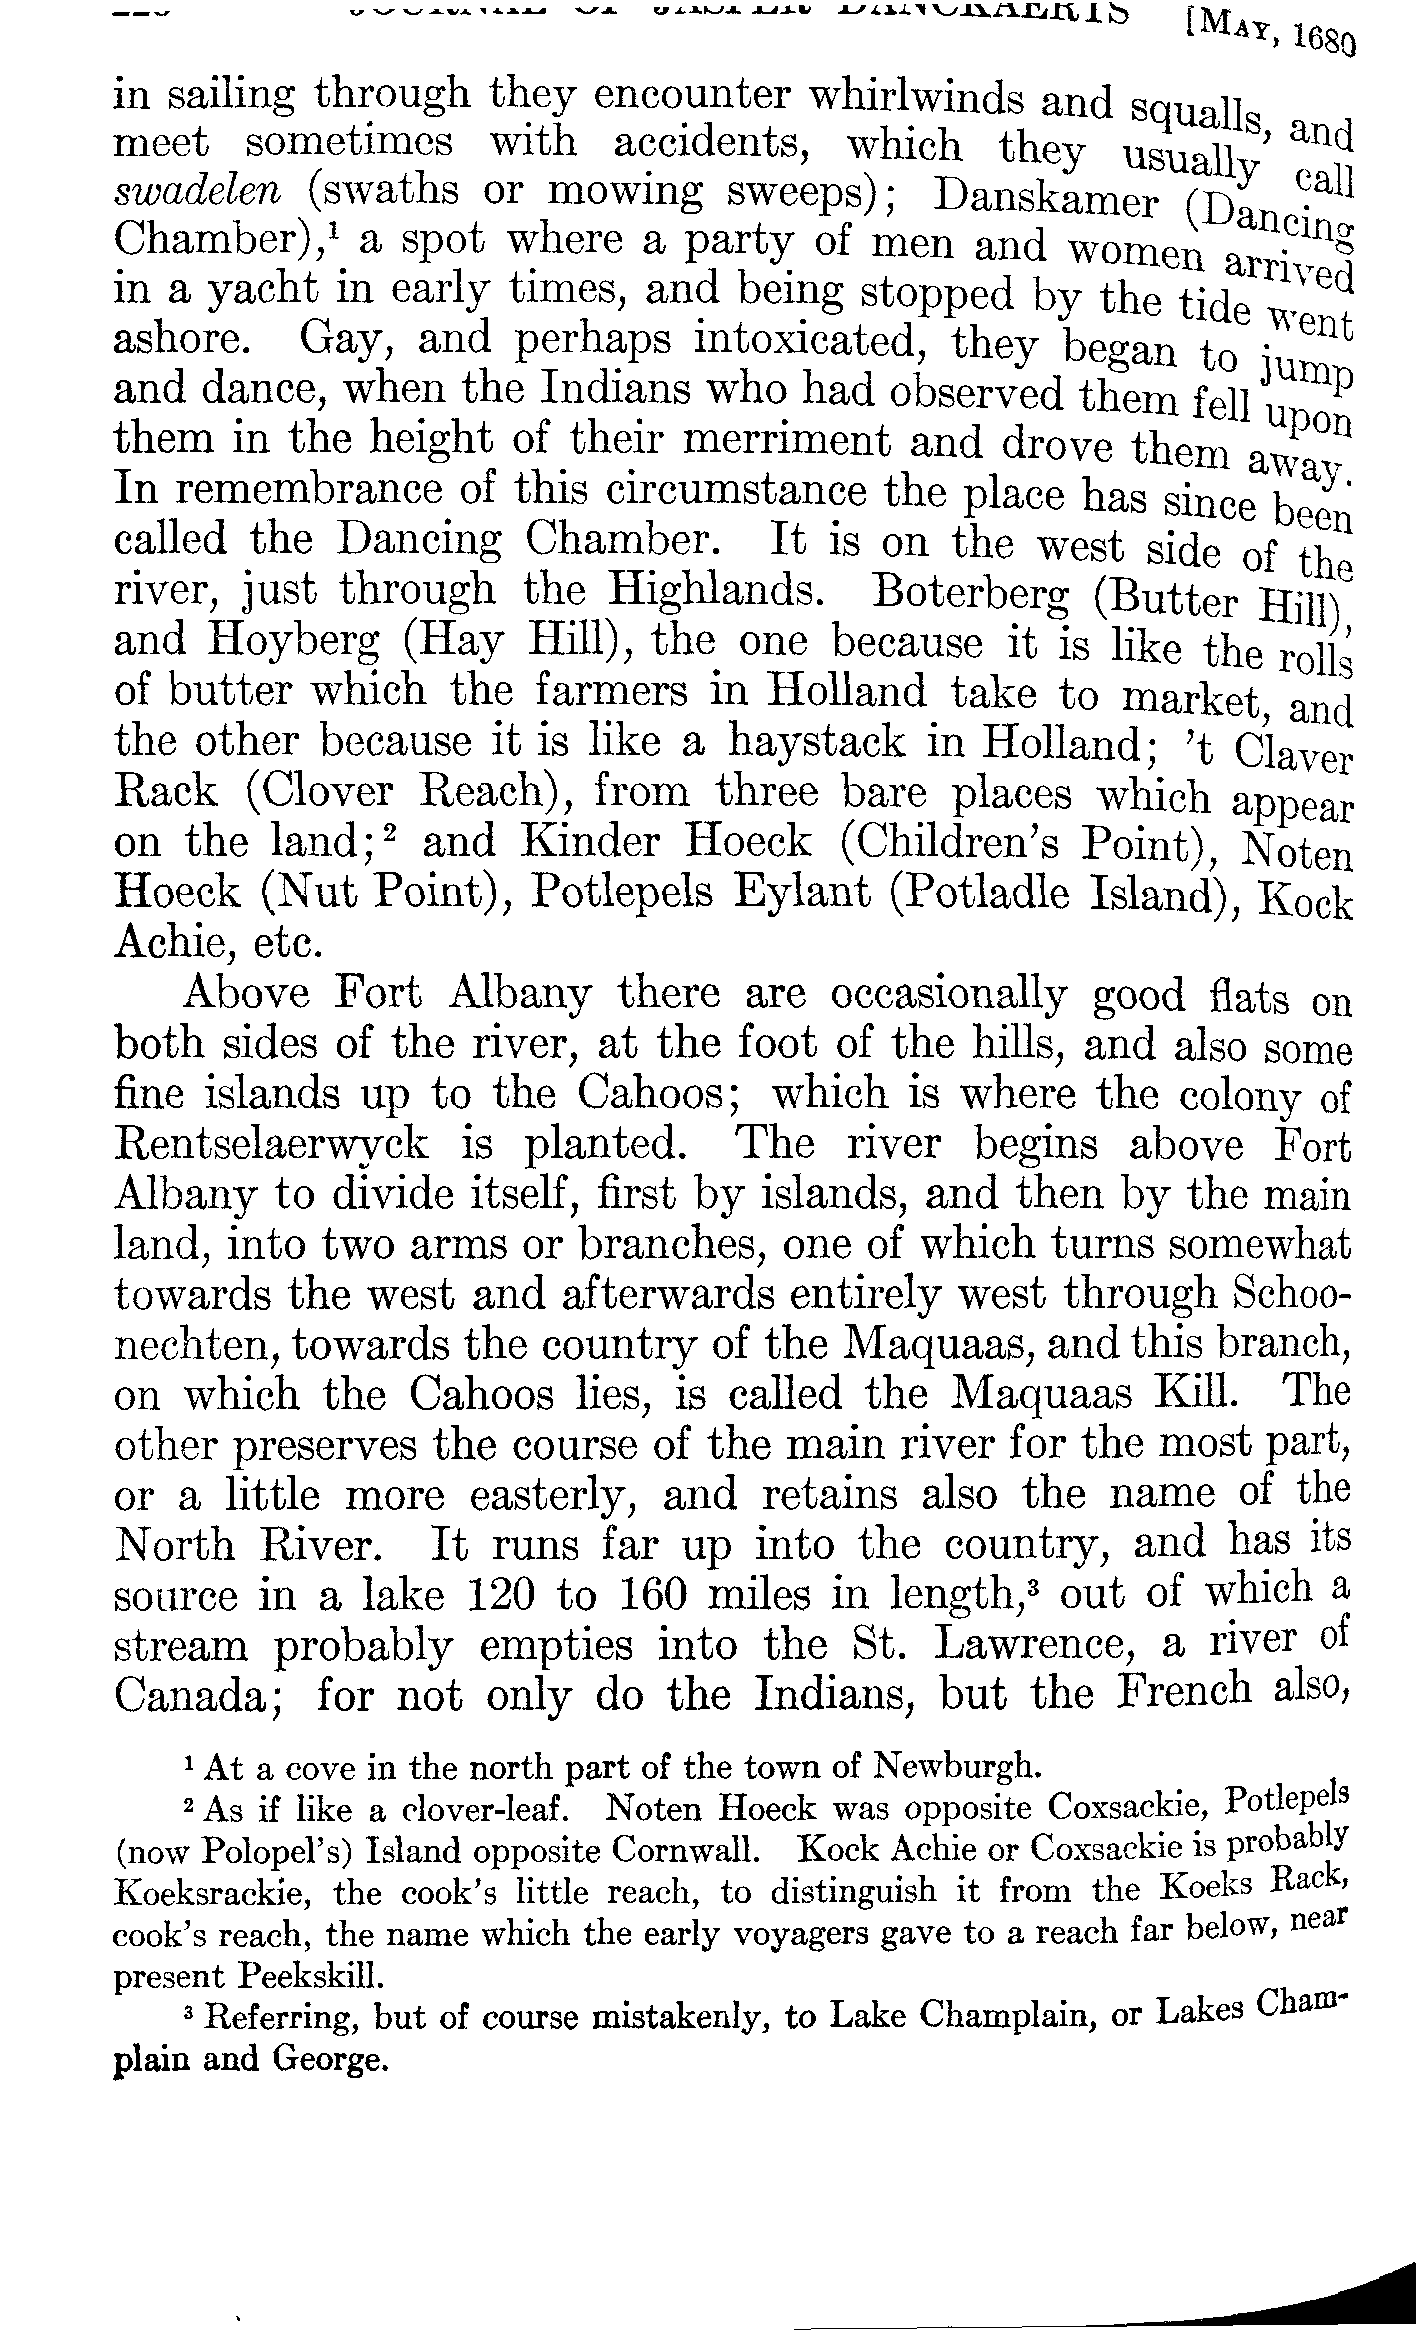 JOURNAL OF JASPER DANCKAERTS [MAY, 1680
in sailing through they encounter whirlwinds and squalls, and
meet sometimes with accidents, which they usually call
swadelen (swaths or mowing sweeps); Danskamer (Dancing
Chamber),¹ a spot where a party of men and women arrived
in a yacht in early times, and being stopped by the tide went
ashore. Gay, and perhaps intoxicated, they began to jump
and dance, when the Indians who had observed them fell upon
them in the height of their merriment and drove them away.
In remembrance of this circumstance the place has since been
called the Dancing Chamber. It is on the west side of the
river, just through the Highlands. Boterberg (Butter Hill),
and Hoyberg (Hay Hill), the one because it is like the rolls
of butter which the farmers in Holland take to market, and
the other because it is like a haystack in Holland; ’t Claver
Rack (Clover Reach), from three bare places which appear
on the land;² and Kinder Hoeck (Children’s Point), Noten
Hoeck (Nut Point), Potlepels Eylant (Potladle Island), Kock
Achie, etc.
Above Fort Albany there are occasionally good flats on
both sides of the river, at the foot of the hills, and also some
fine islands up to the Cahoos; which is where the colony of
Rentselaerwyck is planted. The river begins above Fort
Albany to divide itself, first by islands, and then by the main
land, into two arms or branches, one of which turns somewhat
towards the west and afterwards entirely west through Schoo-
nechten, towards the country of the Maquaas, and this branch,
on which the Cahoos lies, is called the Maquaas Kill. The
other preserves the course of the main river for the most part,
or a little more easterly, and retains also the name of the
North River. It runs far up into the country, and has its
source in a lake 120 to 160 miles in length,³ out of which a
stream probably empties into the St. Lawrence, a river of
Canada; for not only do the Indians, but the French also,
¹ At a cove in the north part of the town of Newburgh.
² As if like a clover-leaf. Noten Hoeck was opposite Coxsackie, Potlepels
(now Polopel’s) Island opposite Cornwall. Kock Achie or Coxsackie is probably
Koeksrackie, the cook’s little reach, to distinguish it from the Koeks Rack,
cook’s reach, the name which the early voyagers gave to a reach far below, near
present Peekskill.
³ Referring, but of course mistakenly, to Lake Champlain, or Lakes Cham-
plain and George.